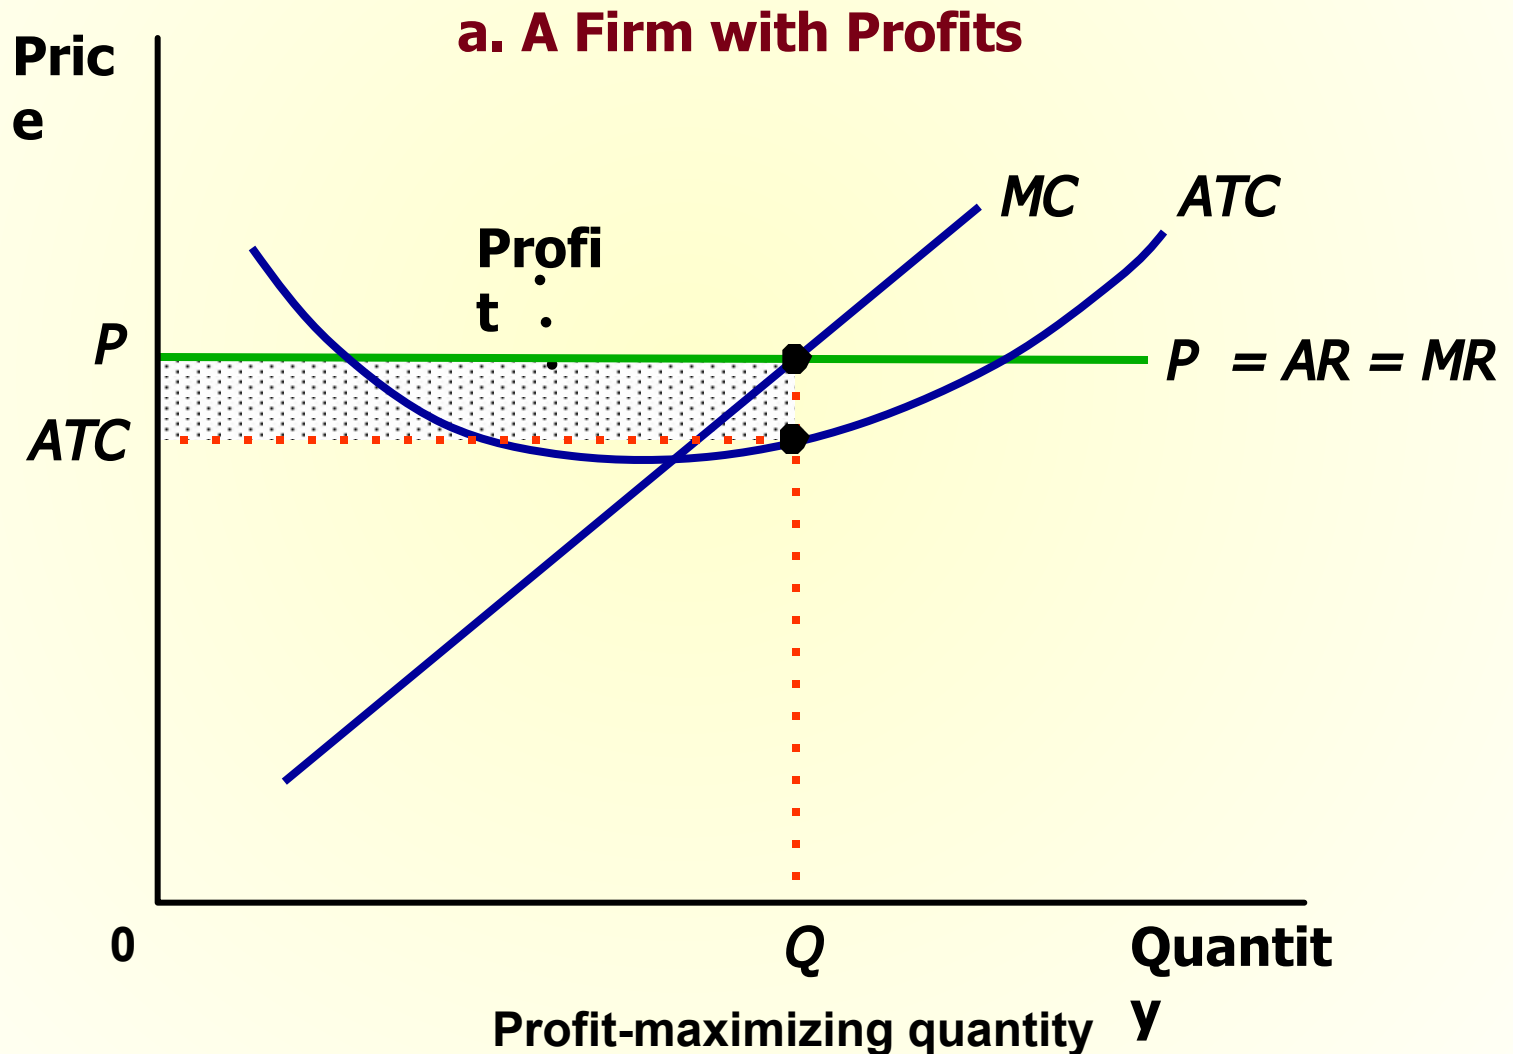 a. A Firm with Profits
Pric
e
MC
ATC
Profi
t
P
P = AR = MR
ATC
0
Q
Quantit
y
Profit-maximizing quantity